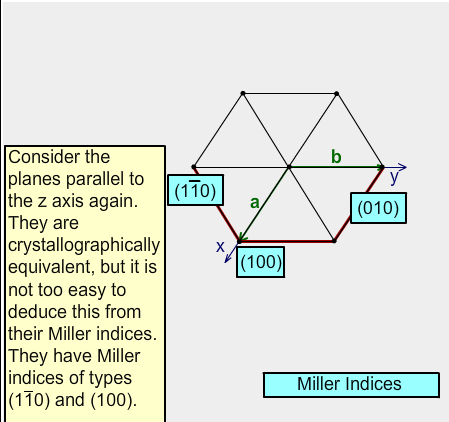 b
y
(11̅0)
a
(010)
x
(100)
Consider the
planes parallel to
the z axis again.
They are
crystallographically
equivalent, but it is
not too easy to
deduce this from
their Miller indices.
They have Miller
indices of types
(11̅0) and (100).
Miller Indices